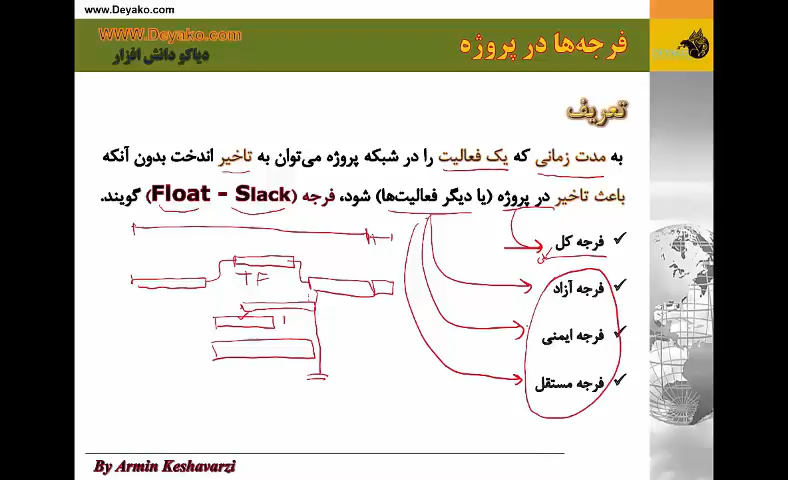 www.Deyako.com
WWW.Deyako.com
دیاکو دانش افزار
فرجه‌ها در پروژه
تعریف
به مدت زمانی که یک فعالیت را در شبکه پروژه می‌توان به تاخیر اندخت بدون آنکه
باعث تاخیر در پروژه (یا دیگر فعالیت‌ها) شود، فرجه (Float - Slack) گویند.
فرجه کل
فرجه آزاد
فرجه ایمنی
فرجه مستقل
TF
By Armin Keshavarzi